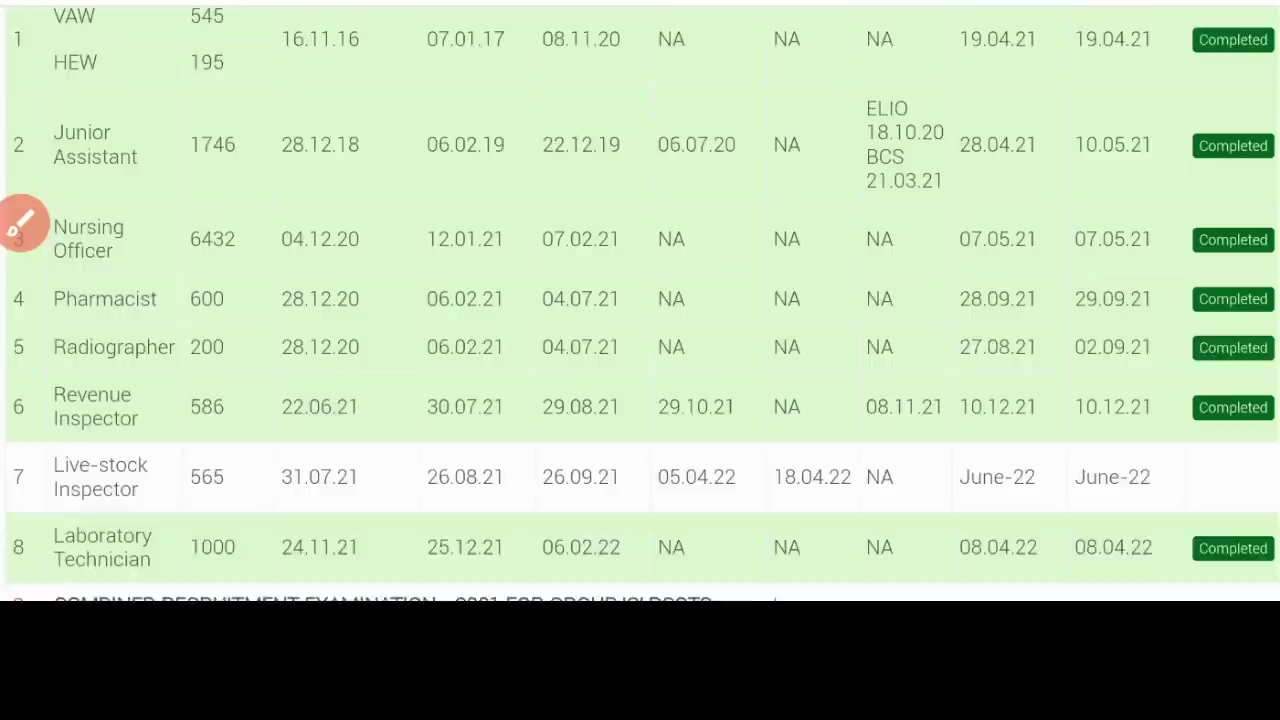 VAW 545
1 16.11.16 07.01.17 08.11.20 NA NA NA 19.04.21 19.04.21 Completed
HEW 195
ELIO
Junior 18.10.20
2 1746 28.12.18 06.02.19 22.12.19 06.07.20 NA 28.04.21 10.05.21 Completed
Assistant BCS
21.03.21
Nursing
3 6432 04.12.20 12.01.21 07.02.21 NA NA NA 07.05.21 07.05.21 Completed
Officer
4 Pharmacist 600 28.12.20 06.02.21 04.07.21 NA NA NA 28.09.21 29.09.21 Completed
5 Radiographer 200 28.12.20 06.02.21 04.07.21 NA NA NA 27.08.21 02.09.21 Completed
Revenue
6 586 22.06.21 30.07.21 29.08.21 29.10.21 NA 08.11.21 10.12.21 10.12.21 Completed
Inspector
Live-stock
7 565 31.07.21 26.08.21 26.09.21 05.04.22 18.04.22 NA June-22 June-22
Inspector
Laboratory
8 1000 24.11.21 25.12.21 06.02.22 NA NA NA 08.04.22 08.04.22 Completed
Technician
COMBINED RECRUITMENT EXAMINATION